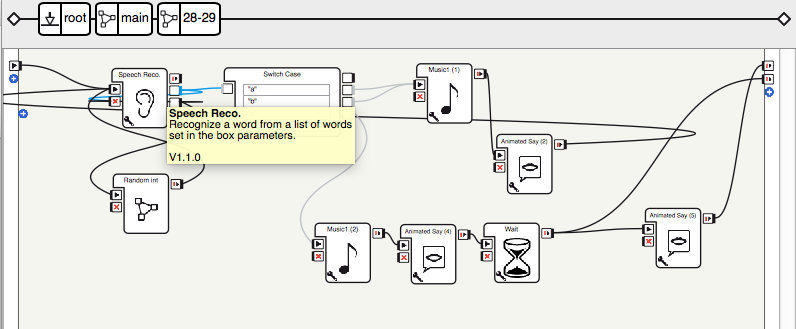 root
main
28-29
Speech Reco.
Switch Case
"a"
"b"
Music1 (1)
Speech Reco.
Recognize a word from a list of words
set in the box parameters.
V1.1.0
Animated Say (2)
Random int
Music1 (2)
Animated Say (4)
Wait
Animated Say (5)